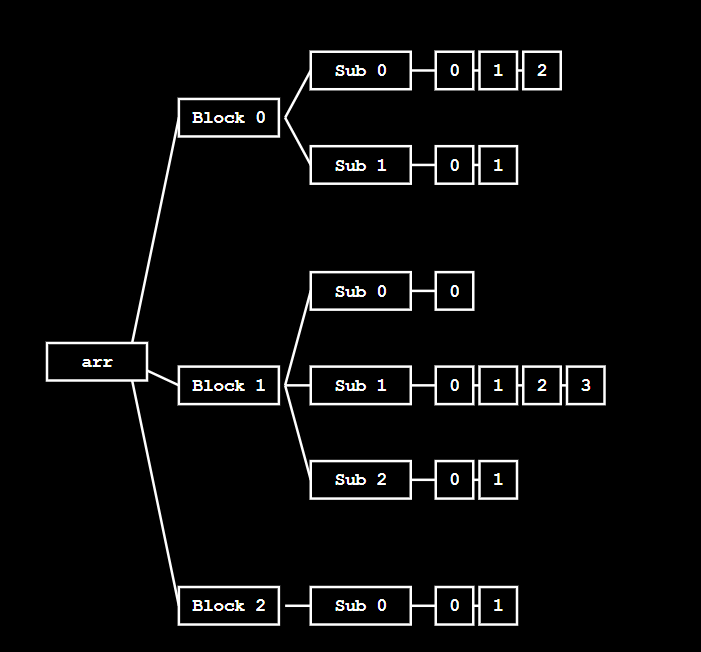 Sub 0 0 1 2
Block 0
Sub 1 0 1
Sub 0 0
arr
Block 1 Sub 1 0 1 2 3
Sub 2 0 1
Block 2 Sub 0 0 1